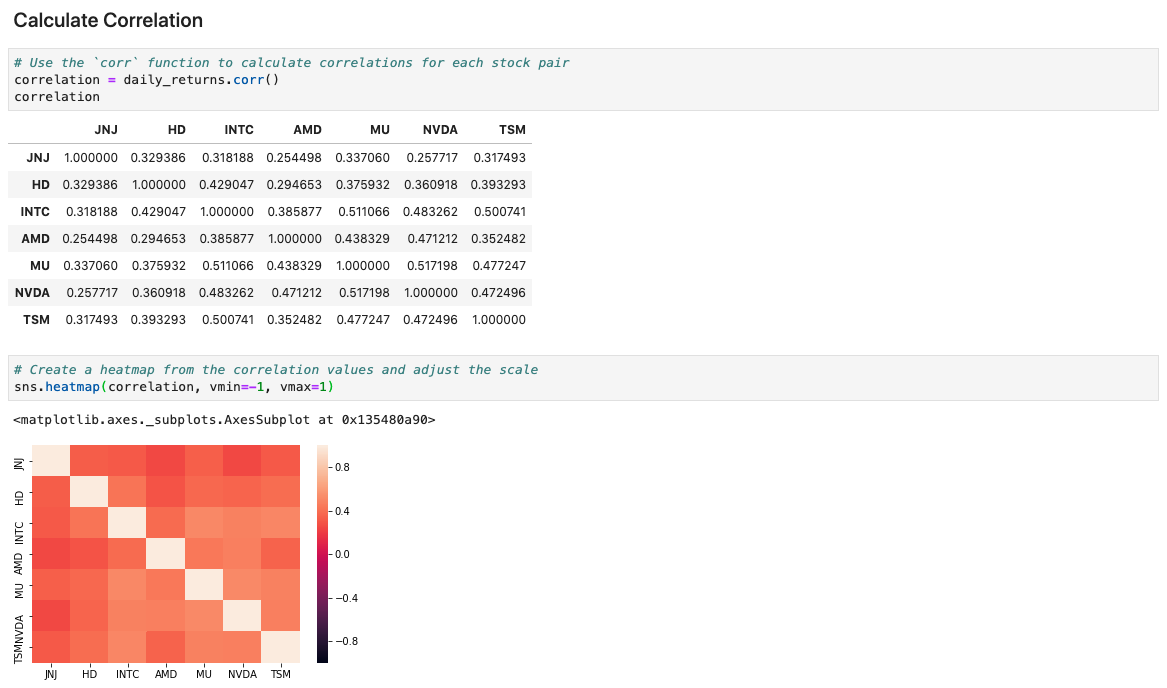 Calculate Correlation
# Use the `corr` function to calculate correlations for each stock pair
correlation = daily_returns.corr()
correlation
JNJ HD INTC AMD MU NVDA TSM
JNJ 1.000000 0.329386 0.318188 0.254498 0.337060 0.257717 0.317493
HD 0.329386 1.000000 0.429047 0.294653 0.375932 0.360918 0.393293
INTC 0.318188 0.429047 1.000000 0.385877 0.511066 0.483262 0.500741
AMD 0.254498 0.294653 0.385877 1.000000 0.438329 0.471212 0.352482
MU 0.337060 0.375932 0.511066 0.438329 1.000000 0.517198 0.477247
NVDA 0.257717 0.360918 0.483262 0.471212 0.517198 1.000000 0.472496
TSM 0.317493 0.393293 0.500741 0.352482 0.477247 0.472496 1.000000
# Create a heatmap from the correlation values and adjust the scale
sns.heatmap(correlation, vmin=-1, vmax=1)
<matplotlib.axes._subplots.AxesSubplot at 0x135480a90>
JNJ
HD
INTC
AMD
MU
NVDA
TSM
0.8
0.4
0.0
−0.4
−0.8
JNJ HD INTC AMD MU NVDA TSM